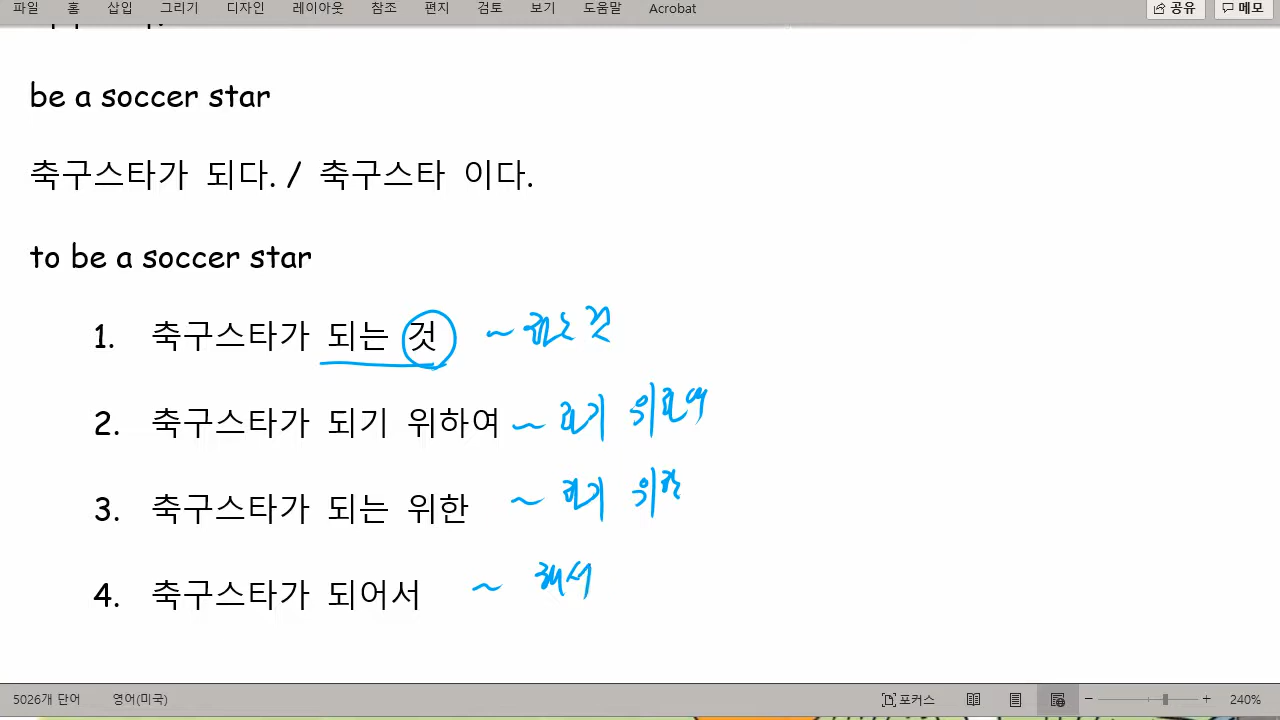 파일 홈 삽입 그리기 디자인 레이아웃 참조 편지 검토 보기 도움말 Acrobat 공유 메모
be a soccer star
축구스타가 되다. / 축구스타 이다.
to be a soccer star
1. 축구스타가 되는 것 ~ 하는 것
2. 축구스타가 되기 위하여 ~ 하기 위하여
3. 축구스타가 되는 위한 ~ 하기 위한
4. 축구스타가 되어서 ~ 해서
5026개 단어 영어(미국) 포커스 240%